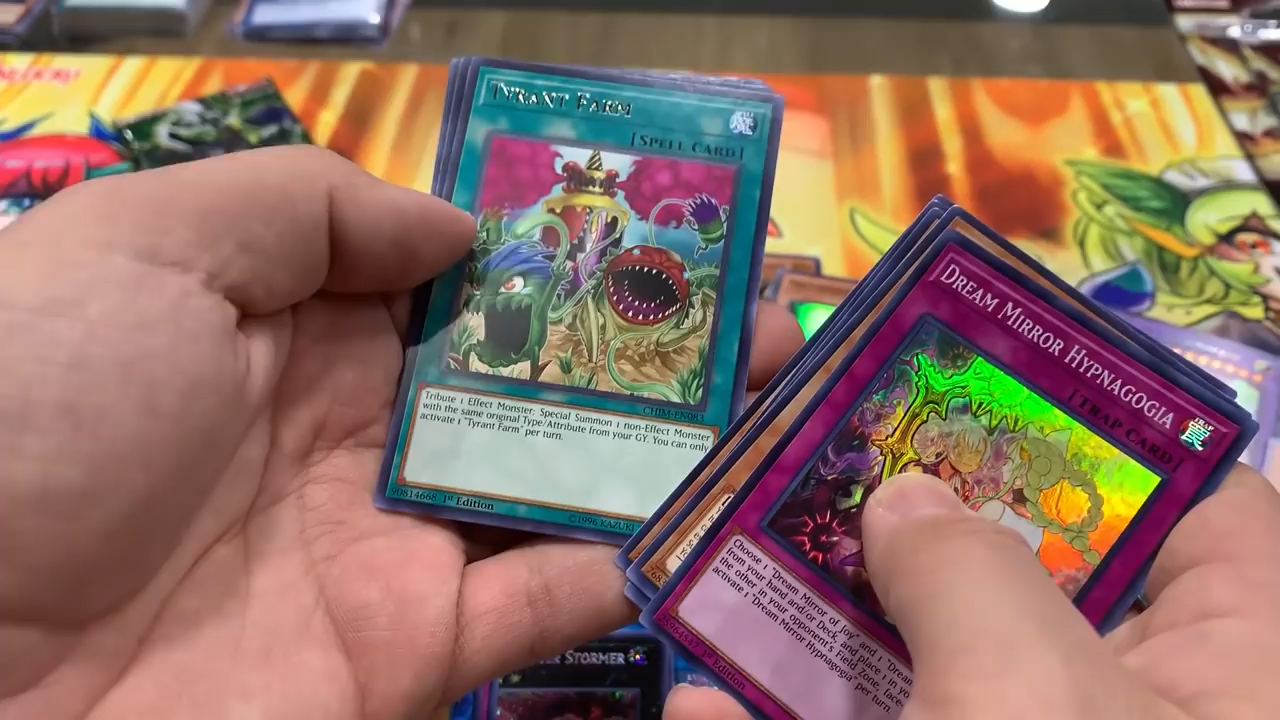 TYRANT FARM
[SPELL CARD]
CHIM-EN083
Tribute 1 Effect Monster; Special Summon 1 non-Effect Monster
with the same original Type/Attribute from your GY. You can only
activate 1 "Tyrant Farm" per turn.
90814668 1st Edition
©1996 KAZUKI
DREAM MIRROR HYPNAGOGIA
[TRAP CARD]
TRAP
Choose 1 "Dream Mirror of Joy" and 1 "Dream
from your hand and/or Deck, and place 1 in yo
the other in your opponent's Field Zone, face-
activate 1 "Dream Mirror Hypnagogia" per turn.
1st Edition
STORMER